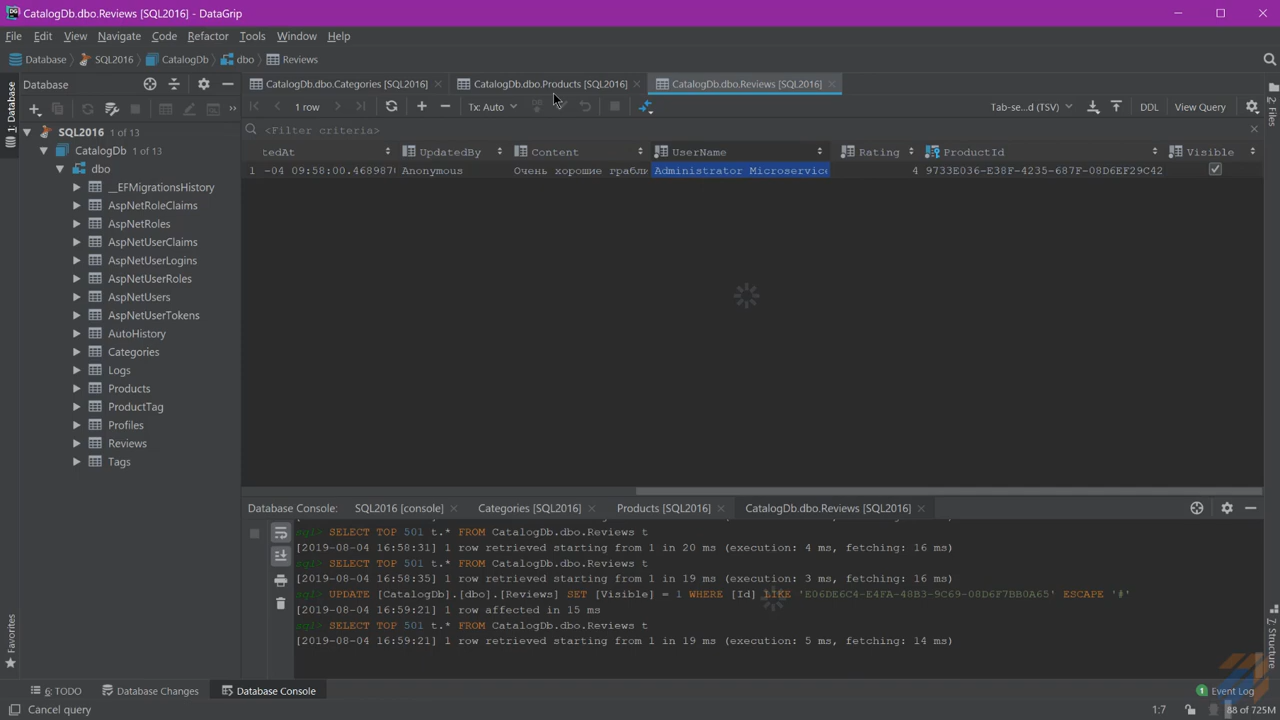 CatalogDb.dbo.Reviews [SQL2016] - DataGrip
File Edit View Navigate Code Refactor Tools Window Help
Database SQL2016 CatalogDb dbo Reviews
Database
CatalogDb.dbo.Categories [SQL2016] CatalogDb.dbo.Products [SQL2016] CatalogDb.dbo.Reviews [SQL2016]
1: Database
1 row Tx: Auto Tab-se...d (TSV) DDL View Query
Files
<Filter criteria>
tedAt UpdatedBy Content UserName Rating ProductId Visible
1 -04 09:58:00.468987 Anonymous Очень хорошие грабли Administrator Microservice 4 9733E036-E38F-4235-687F-08D6EF29C42
SQL2016 1 of 13
CatalogDb 1 of 13
dbo
__EFMigrationsHistory
AspNetRoleClaims
AspNetRoles
AspNetUserClaims
AspNetUserLogins
AspNetUserRoles
AspNetUsers
AspNetUserTokens
AutoHistory
Categories
Logs
Products
ProductTag
Profiles
Reviews
Tags
Database Console: SQL2016 [console] Categories [SQL2016] Products [SQL2016] CatalogDb.dbo.Reviews [SQL2016]
sql> SELECT TOP 501 t.* FROM CatalogDb.dbo.Reviews t
[2019-08-04 16:58:31] 1 row retrieved starting from 1 in 20 ms (execution: 4 ms, fetching: 16 ms)
sql> SELECT TOP 501 t.* FROM CatalogDb.dbo.Reviews t
[2019-08-04 16:58:35] 1 row retrieved starting from 1 in 19 ms (execution: 3 ms, fetching: 16 ms)
sql> UPDATE [CatalogDb].[dbo].[Reviews] SET [Visible] = 1 WHERE [Id] LIKE 'E06DE6C4-E4FA-48B3-9C69-08D6F7BB0A65' ESCAPE '#'
[2019-08-04 16:59:21] 1 row affected in 15 ms
sql> SELECT TOP 501 t.* FROM CatalogDb.dbo.Reviews t
[2019-08-04 16:59:21] 1 row retrieved starting from 1 in 19 ms (execution: 5 ms, fetching: 14 ms)
Favorites
Z: Structure
6: TODO Database Changes Database Console 1 Event Log
Cancel query 1:7 88 of 725M